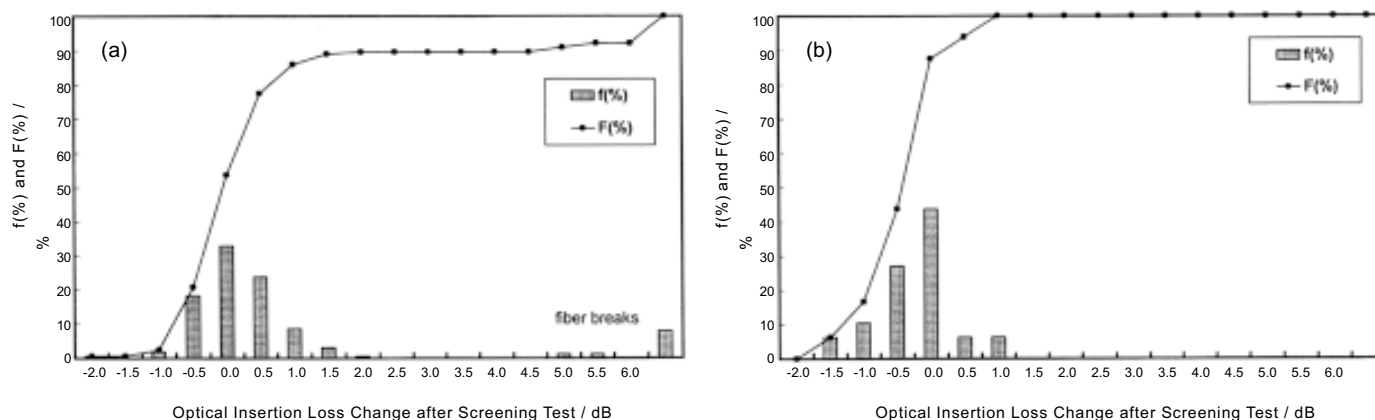 (a)
f(%) and F(%) /
%
100
90
80
70
60
50
40
30
20
10
0
f(%)
F(%)
fiber breaks
-2.0 -1.5 -1.0 -0.5 0.0 0.5 1.0 1.5 2.0 2.5 3.0 3.5 4.0 4.5 5.0 5.5 6.0
Optical Insertion Loss Change after Screening Test / dB
(b)
f(%) and F(%) /
%
100
90
80
70
60
50
40
30
20
10
0
f(%)
F(%)
-2.0 -1.5 -1.0 -0.5 0.0 0.5 1.0 1.5 2.0 2.5 3.0 3.5 4.0 4.5 5.0 5.5 6.0
Optical Insertion Loss Change after Screening Test / dB